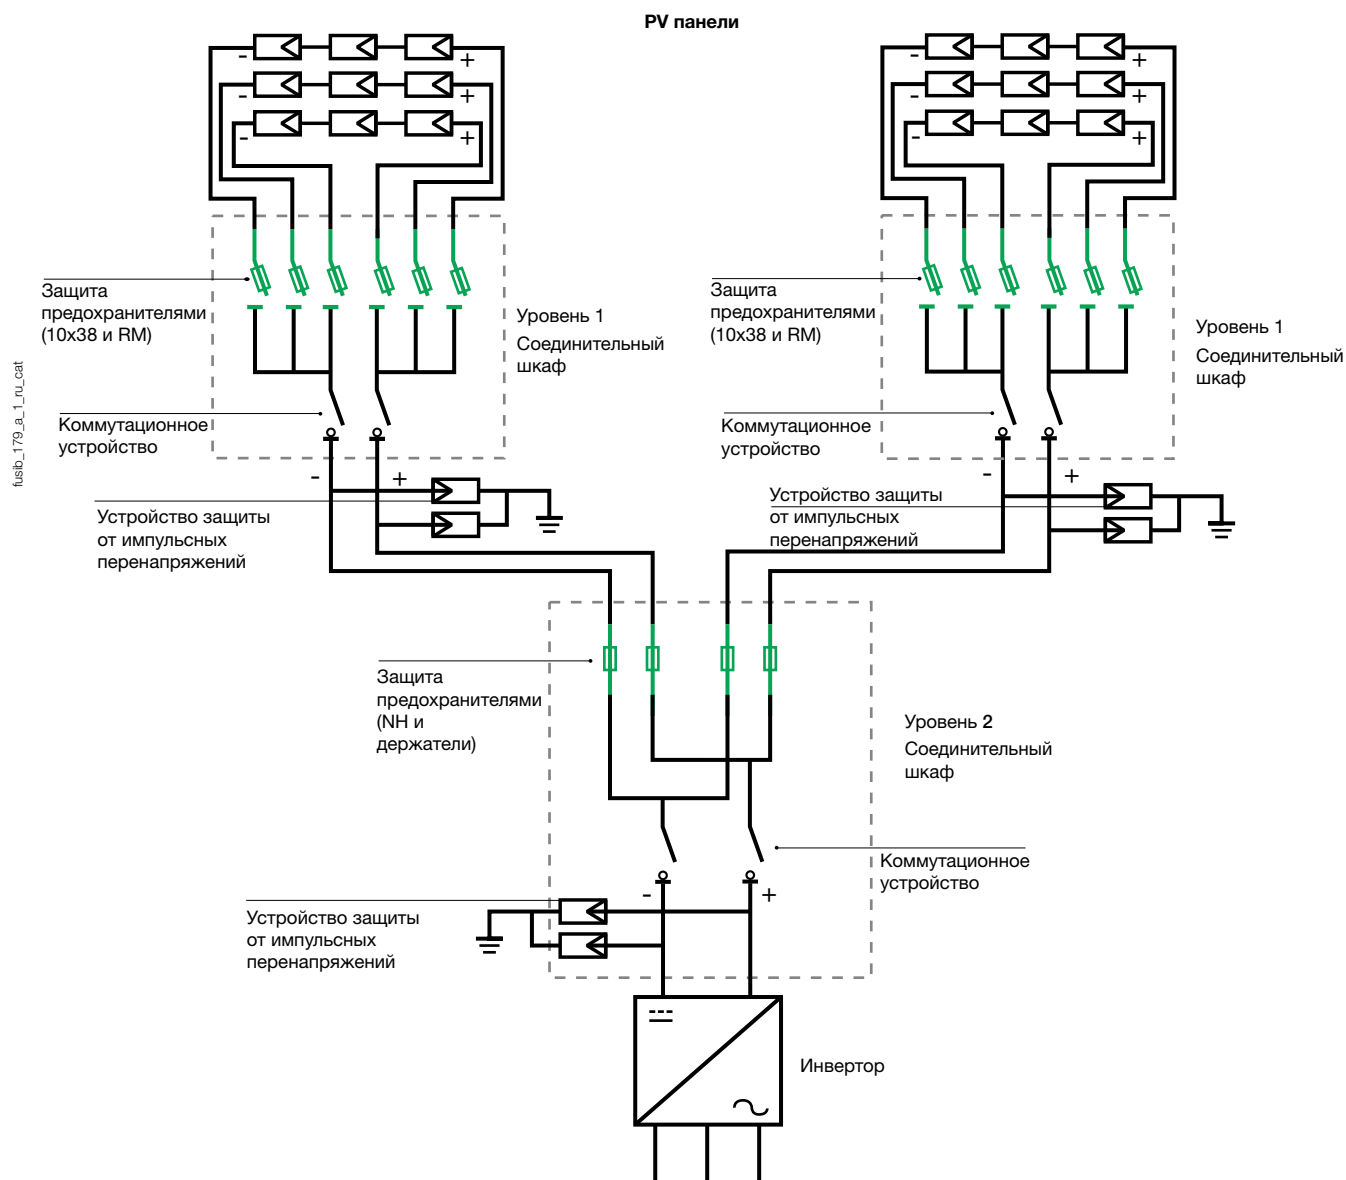 PV панели
-
+
-
+
-
+
-
+
-
+
-
+
Защита
предохранителями
(10x38 и RM)
Уровень 1
Соединительный
шкаф
Защита
предохранителями
(10x38 и RM)
Уровень 1
Соединительный
шкаф
fusib_179_a_1_ru_cat
Коммутационное
устройство
Коммутационное
устройство
-
+
-
+
Устройство защиты
от импульсных
перенапряжений
Устройство защиты
от импульсных
перенапряжений
Защита
предохранителями
(NH и
держатели)
Уровень 2
Соединительный
шкаф
Коммутационное
устройство
-
+
Устройство защиты
от импульсных
перенапряжений
Инвертор